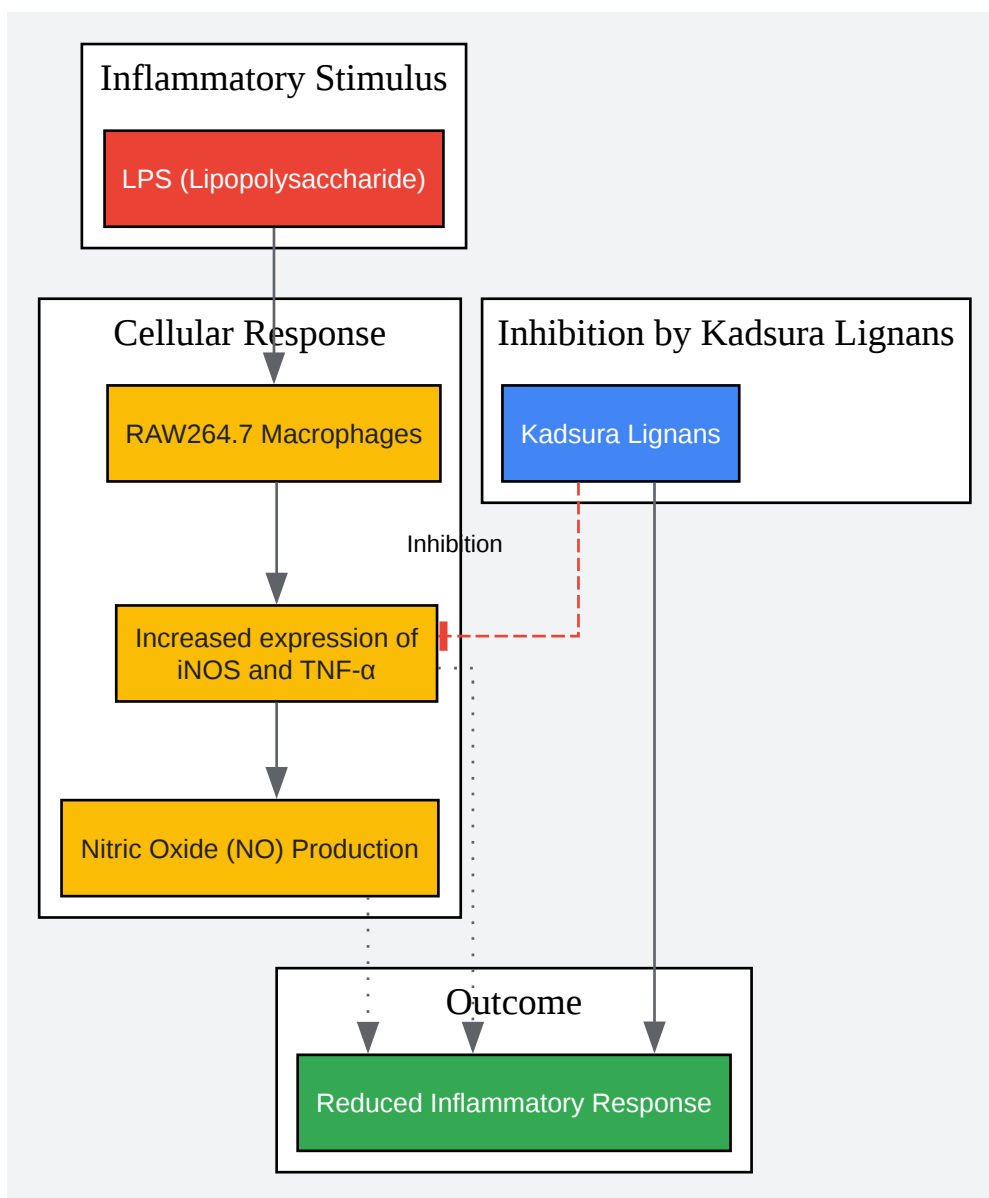 Inflammatory Stimulus
LPS (Lipopolysaccharide)
Cellular Response
RAW264.7 Macrophages
Inhibition by Kadsura Lignans
Kadsura Lignans
Inhibition
Increased expression of
iNOS and TNF-α
Nitric Oxide (NO) Production
Outcome
Reduced Inflammatory Response